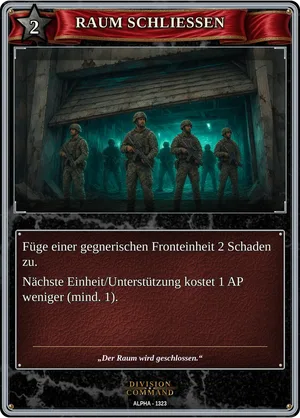 2
RAUM SCHLIESSEN
Füge einer gegnerischen Fronteinheit 2 Schaden
zu.
Nächste Einheit/Unterstützung kostet 1 AP
weniger (mind. 1).
„Der Raum wird geschlossen.“
DIVISION
COMMAND
ALPHA - 1323